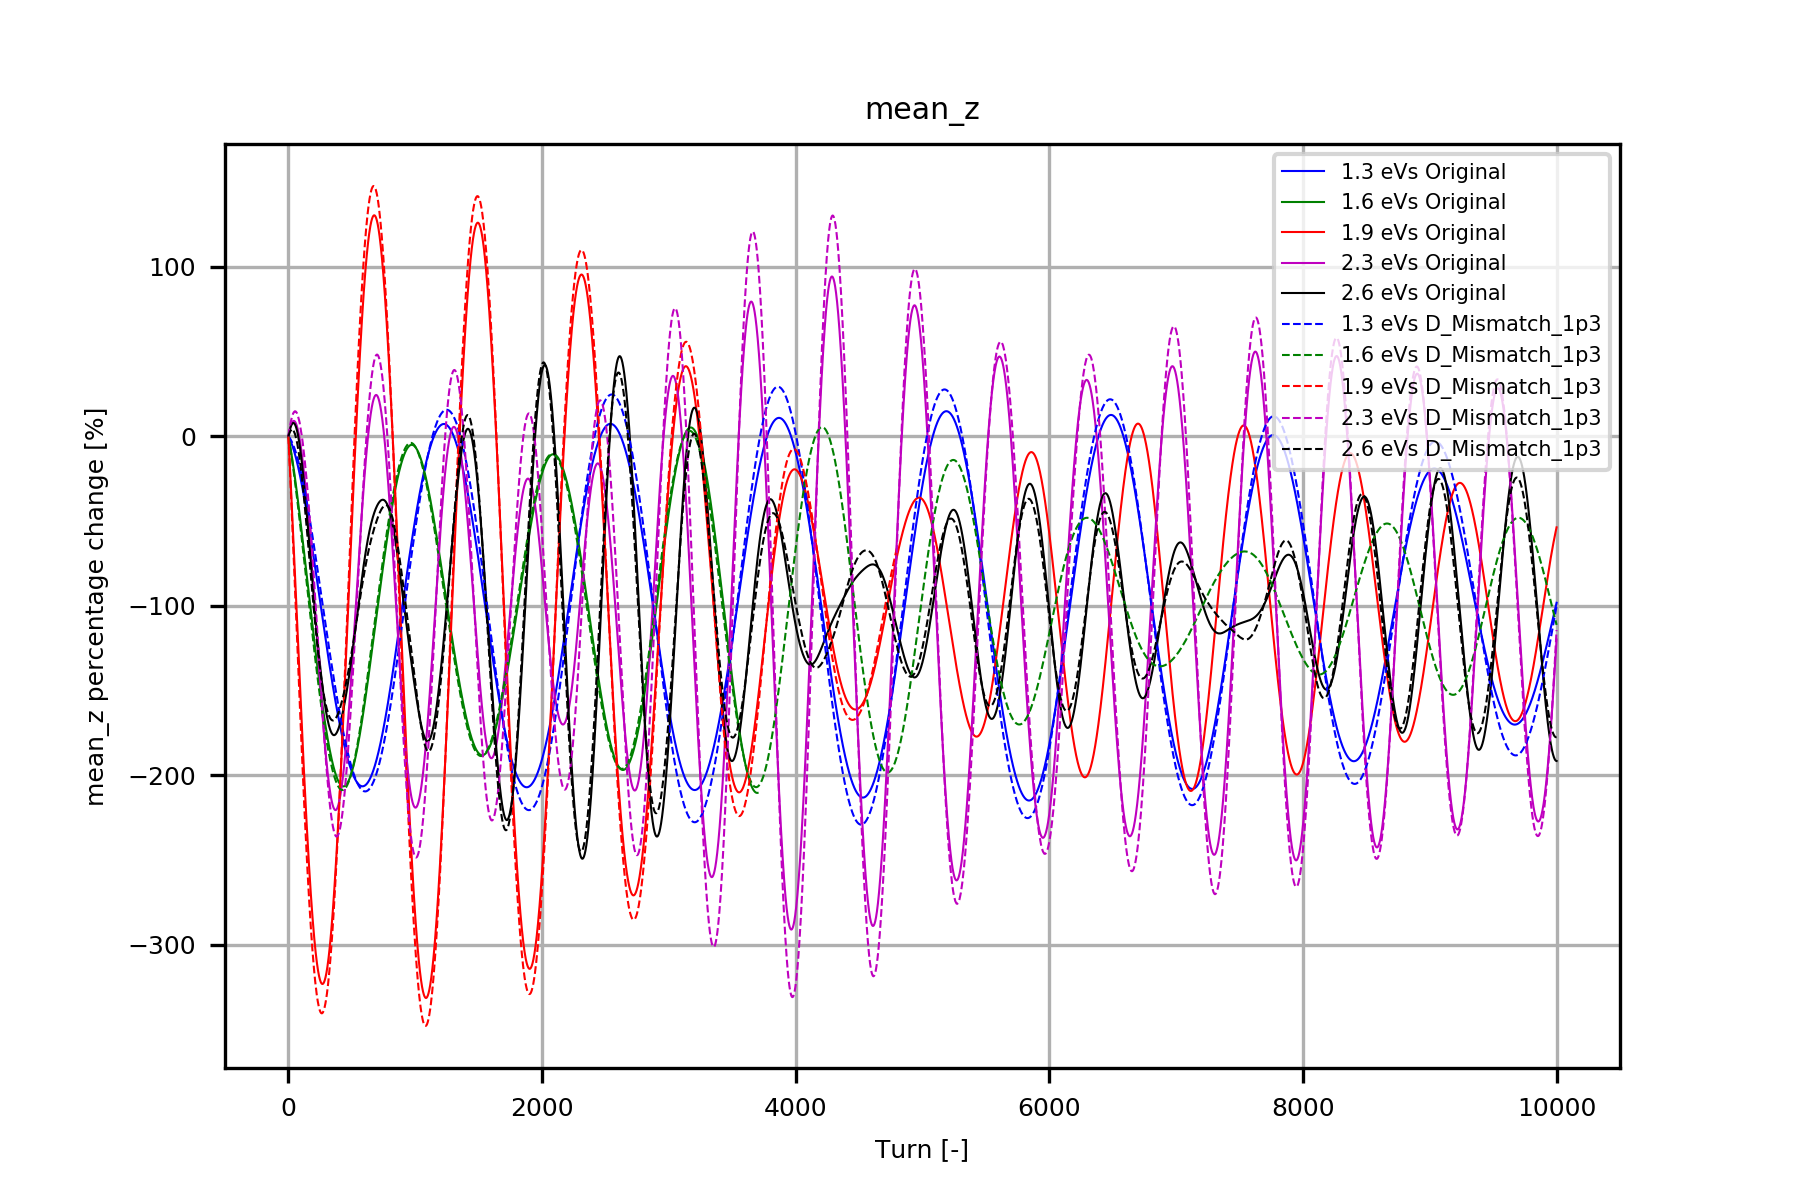 mean_z
mean_z percentage change [%]
100
0
−100
−200
−300
1.3 eVs Original
1.6 eVs Original
1.9 eVs Original
2.3 eVs Original
2.6 eVs Original
1.3 eVs D_Mismatch_1p3
1.6 eVs D_Mismatch_1p3
1.9 eVs D_Mismatch_1p3
2.3 eVs D_Mismatch_1p3
2.6 eVs D_Mismatch_1p3
0 2000 4000 6000 8000 10000
Turn [-]